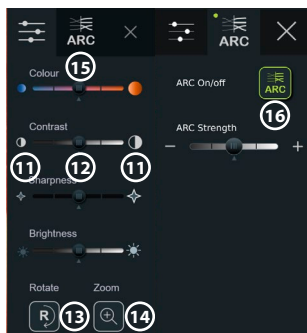 ARC
ARC
Colour
15
ARC On/off
ARC
16
Contrast
ARC Strength
11
12
11
Sharpness
Brightness
Rotate
Zoom
R
13
14